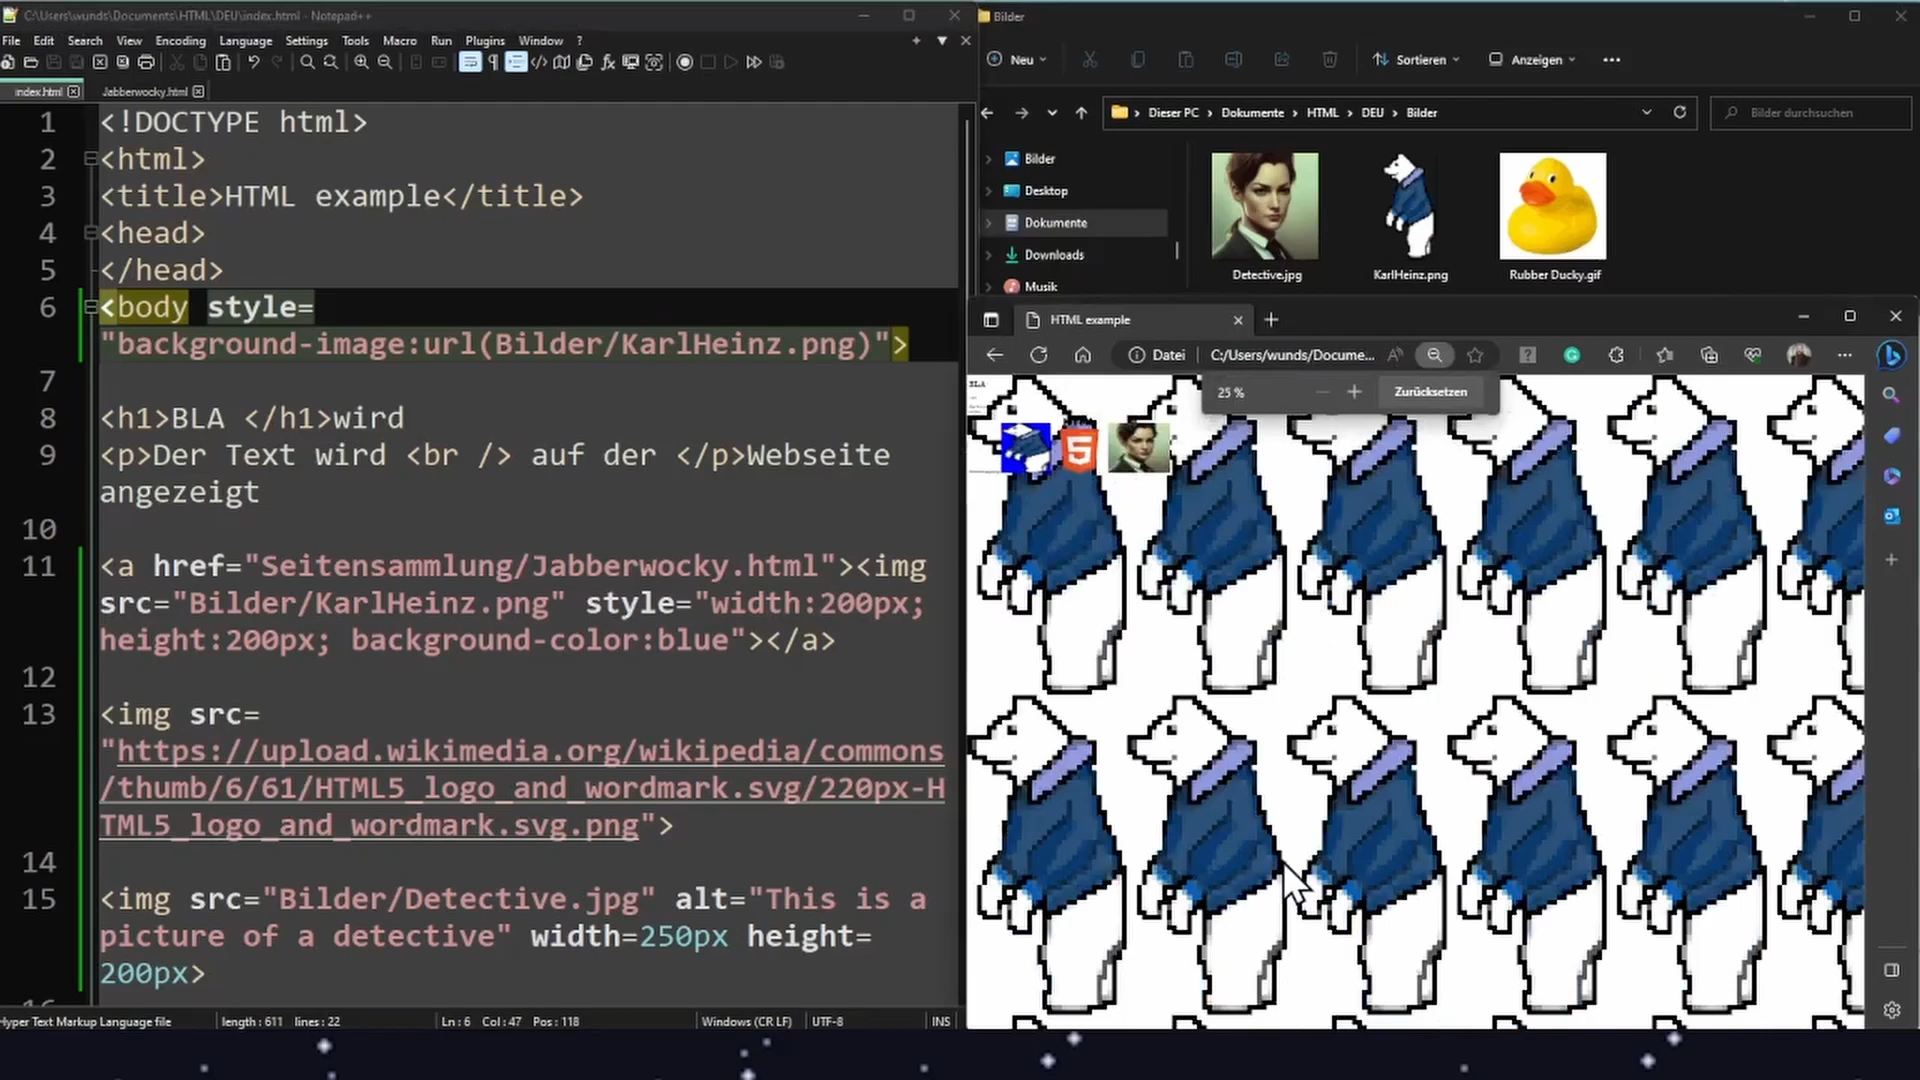 C:\Users\wunds\Documents\HTML\DEU\index.html - Notepad++
File Edit Search View Encoding Language Settings Tools Macro Run Plugins Window ?
index.html Jabberwocky.html
1 <!DOCTYPE html>
2 <html>
3 <title>HTML example</title>
4 <head>
5 </head>
6 <body style=
"background-image:url(Bilder/KarlHeinz.png)">
7
8 <h1>BLA </h1>wird
9 <p>Der Text wird <br /> auf der </p>Webseite
angezeigt
10
11 <a href="Seitensammlung/Jabberwocky.html"><img
src="Bilder/KarlHeinz.png" style="width:200px;
height:200px; background-color:blue"></a>
12
13 <img src=
"https://upload.wikimedia.org/wikipedia/commons
/thumb/6/61/HTML5_logo_and_wordmark.svg/220px-H
TML5_logo_and_wordmark.svg.png">
14
15 <img src="Bilder/Detective.jpg" alt="This is a
picture of a detective" width=250px height=
200px>
16
Hyper Text Markup Language file length : 611 lines : 22 Ln : 6 Col : 47 Pos : 118 Windows (CR LF) UTF-8 INS
Bilder
Neu Sortieren Anzeigen
Dieser PC Dokumente HTML DEU Bilder Bilder durchsuchen
Bilder
Desktop
Dokumente
Downloads
Musik
Detective.jpg KarlHeinz.png Rubber Ducky.gif
HTML example
Datei C:/Users/wunds/Docume...
25 % Zurücksetzen
BLA
5